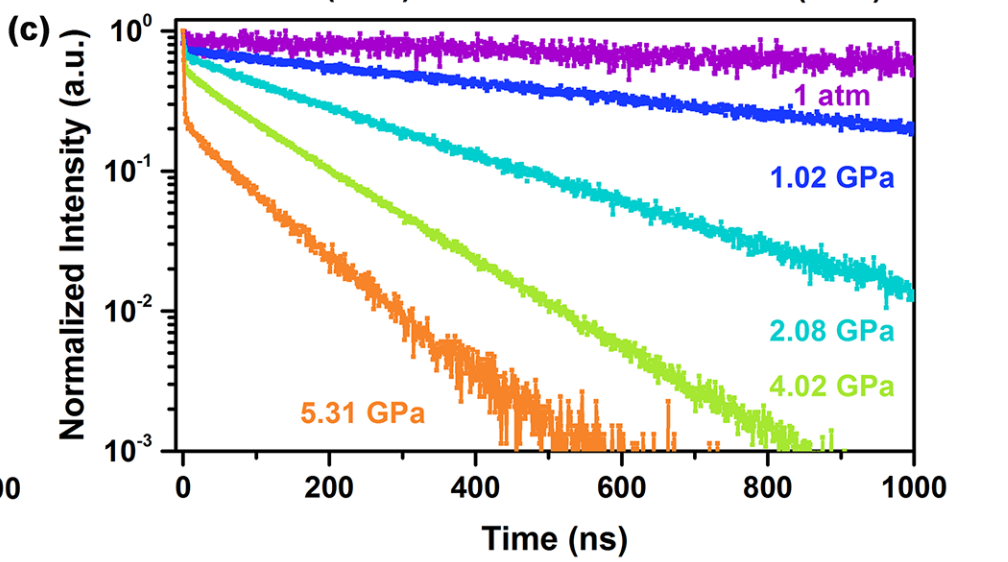 (c)
Normalized Intensity (a.u.)
10⁰
10⁻¹
10⁻²
10⁻³
1 atm
1.02 GPa
2.08 GPa
4.02 GPa
5.31 GPa
00
0 200 400 600 800 1000
Time (ns)